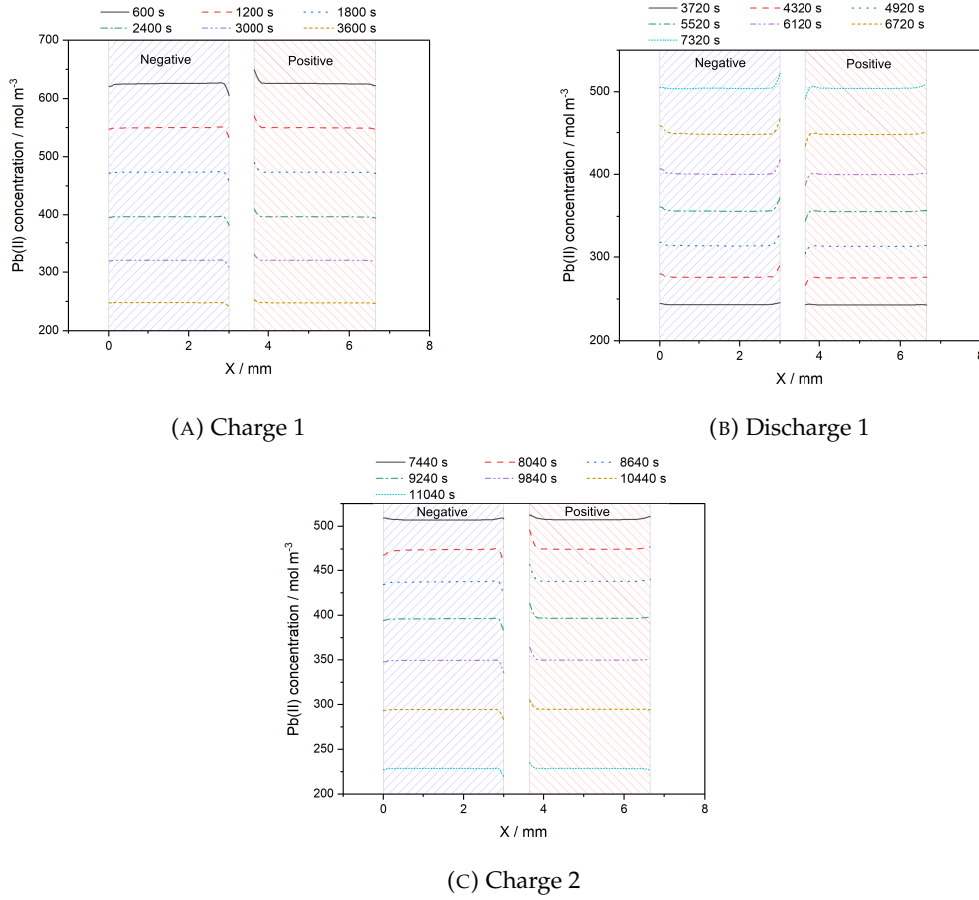 600 s 1200 s 1800 s
2400 s 3000 s 3600 s
700
600
500
400
300
200
Pb(II) concentration / mol m-3
Negative Positive
0 2 4 6 8
X / mm
(A) Charge 1
3720 s 4320 s 4920 s
5520 s 6120 s 6720 s
7320 s
500
400
300
200
Pb(II) concentration / mol m-3
Negative Positive
0 2 4 6 8
X / mm
(B) Discharge 1
7440 s 8040 s 8640 s
9240 s 9840 s 10440 s
11040 s
500
450
400
350
300
250
200
Pb(II) concentration / mol m-3
Negative Positive
0 2 4 6 8
X / mm
(C) Charge 2